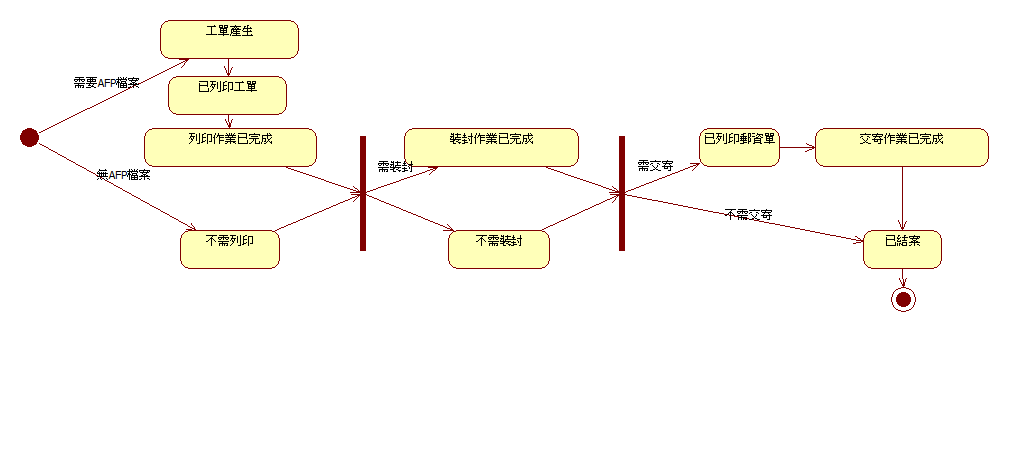 工單產生
需要AFP檔案
已列印工單
列印作業已完成
無AFP檔案
不需列印
需裝封
裝封作業已完成
不需裝封
需交寄
已列印郵資單
交寄作業已完成
不需交寄
已結案